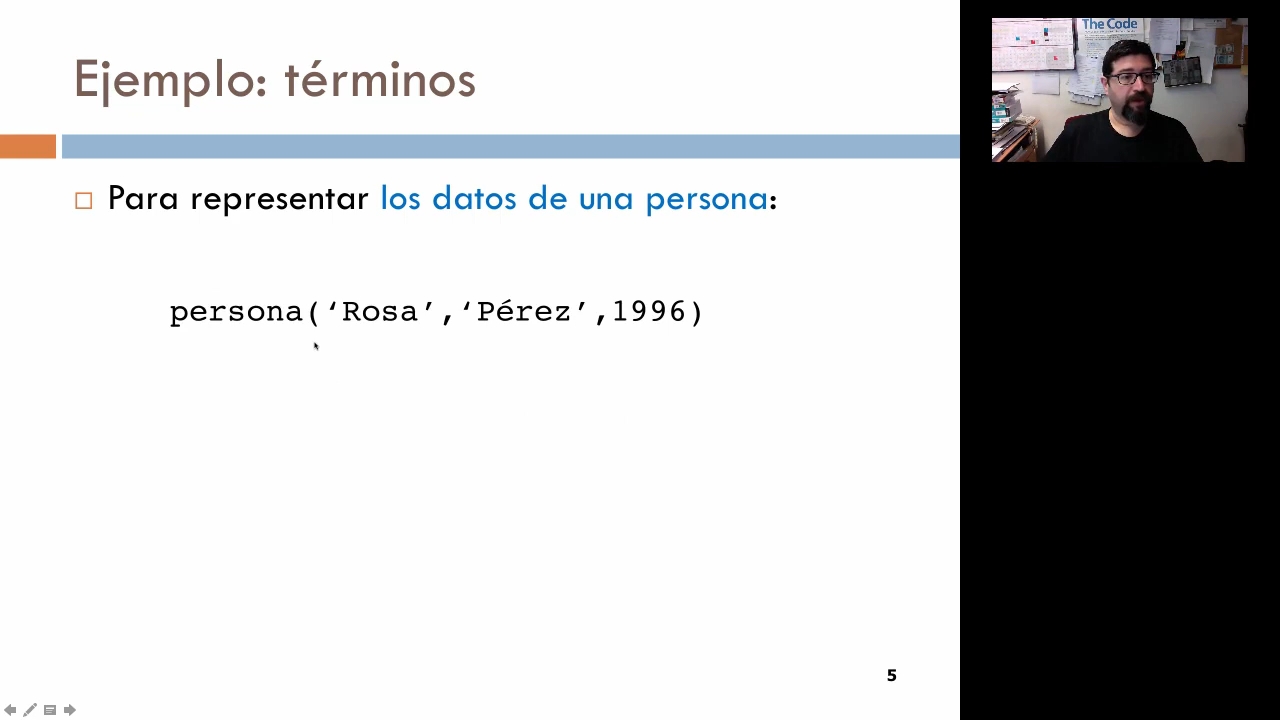 Ejemplo: términos
Para representar los datos de una persona:
persona(‘Rosa’,‘Pérez’,1996)
5
The Code